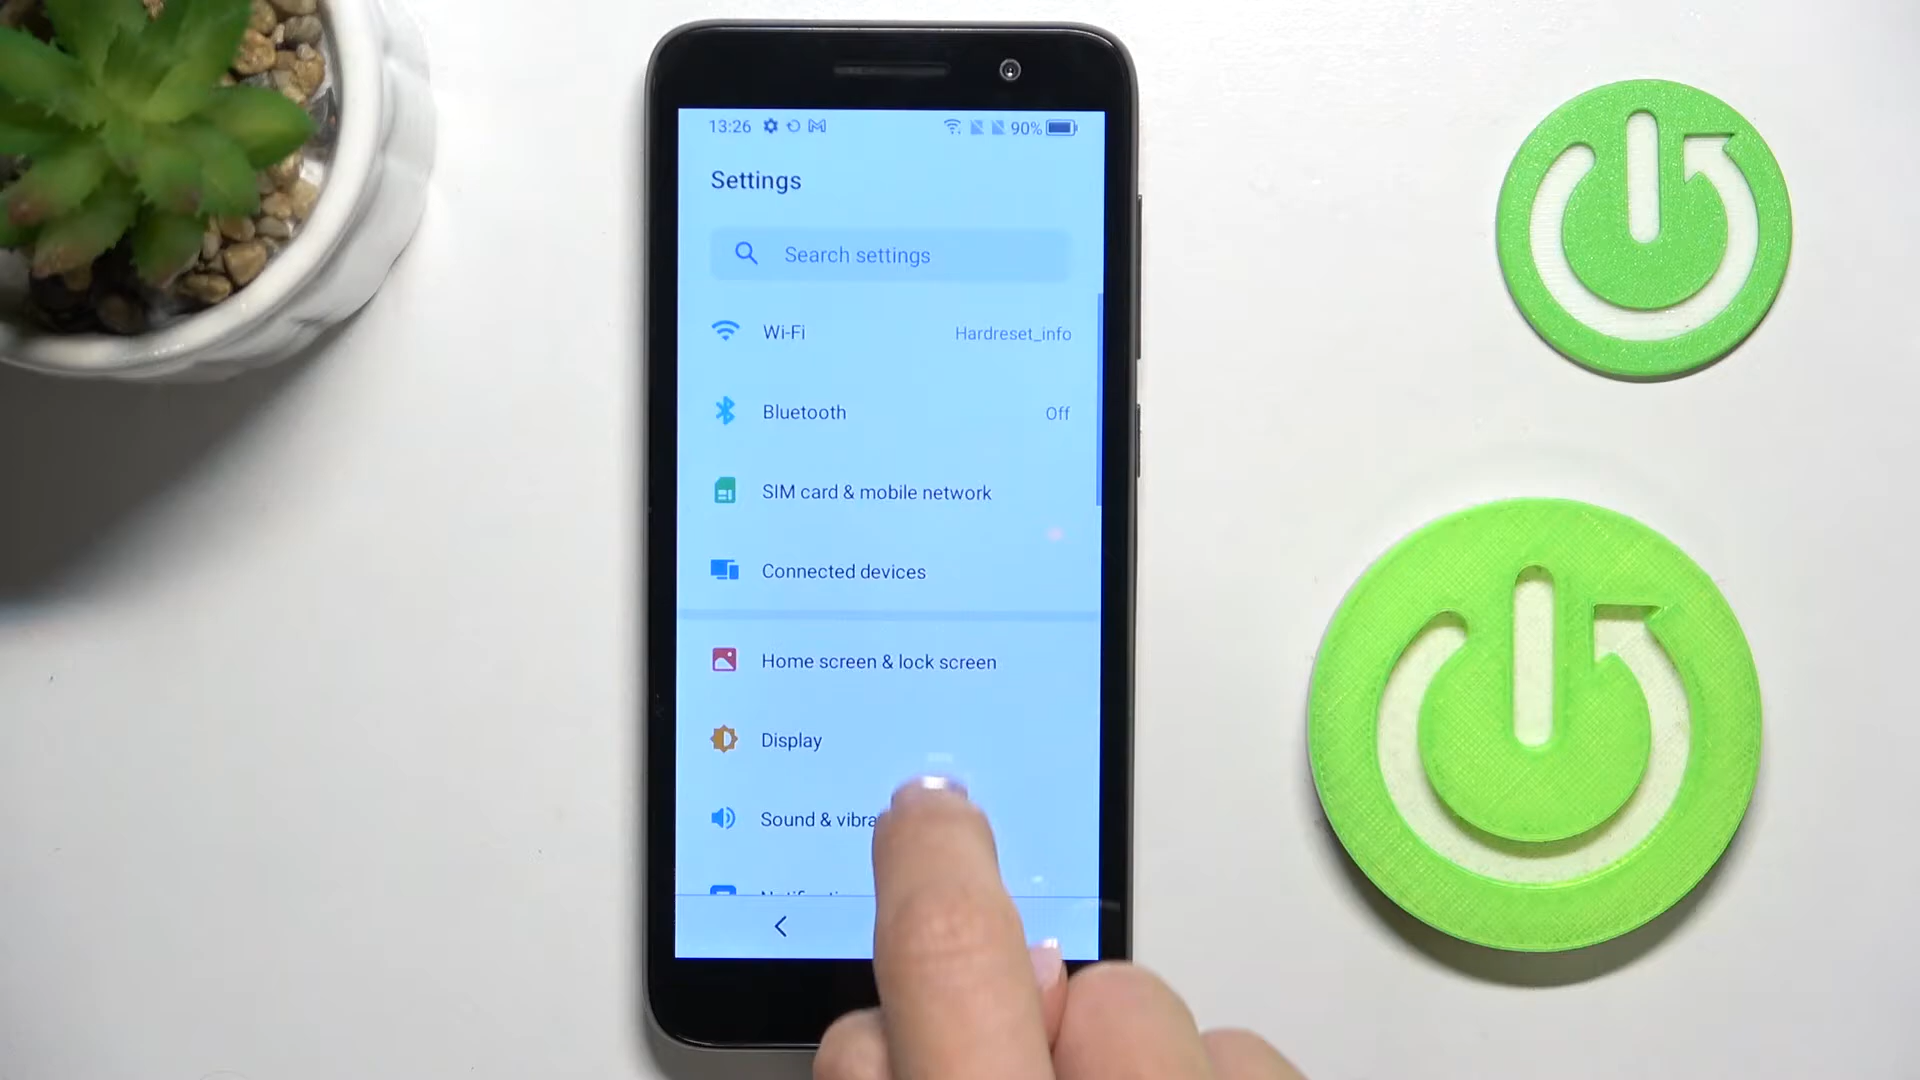 13:26 90%
Settings
Search settings
Wi-Fi Hardreset_info
Bluetooth Off
SIM card & mobile network
Connected devices
Home screen & lock screen
Display
Sound & vibra